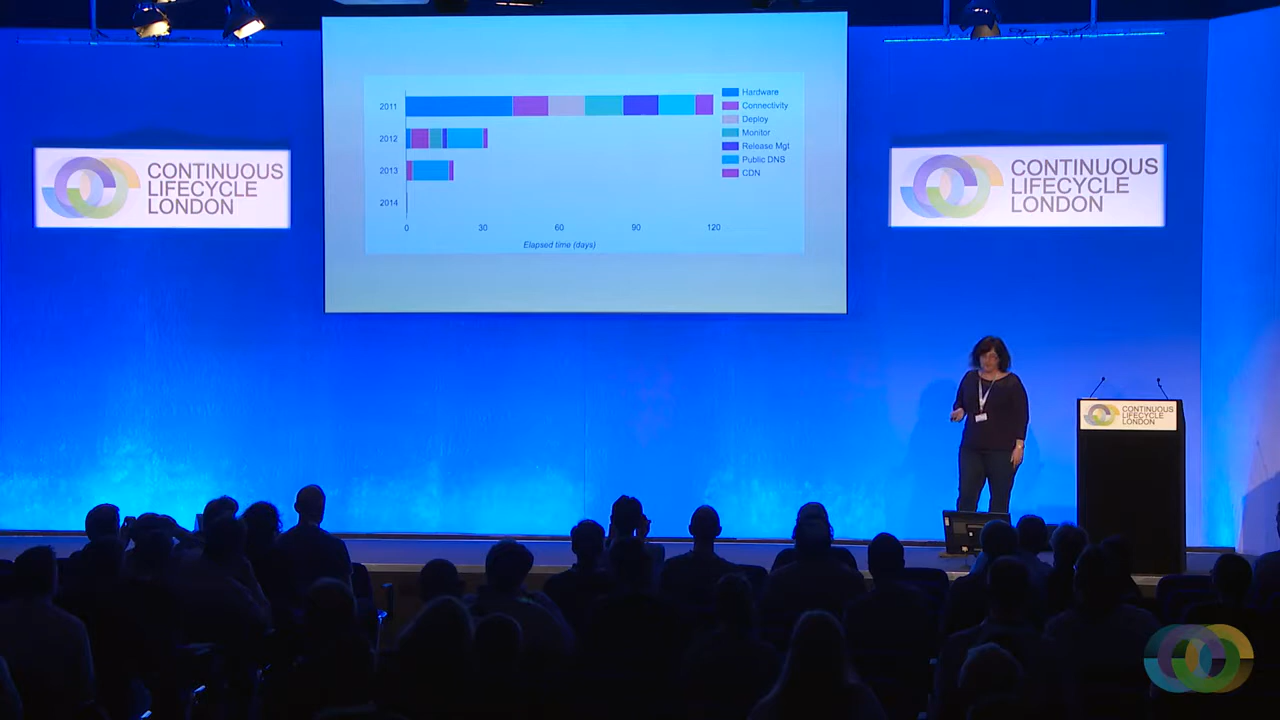 2011
2012
2013
2014
0 30 60 90 120
Elapsed time (days)
Hardware
Connectivity
Deploy
Monitor
Release Mgt
Public DNS
CDN
CONTINUOUS
LIFECYCLE
LONDON
CONTINUOUS
LIFECYCLE
LONDON
CONTINUOUS
LIFECYCLE
LONDON